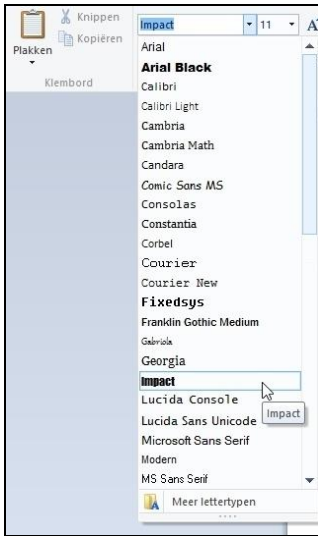 Knippen
Kopiëren
Plakken
Klembord
Impact
11
A
Arial
Arial Black
Calibri
Calibri Light
Cambria
Cambria Math
Candara
Comic Sans MS
Consolas
Constantia
Corbel
Courier
Courier New
Fixedsys
Franklin Gothic Medium
Gabriola
Georgia
Impact
Lucida Console
Impact
Lucida Sans Unicode
Microsoft Sans Serif
Modern
MS Sans Serif
Meer lettertypen